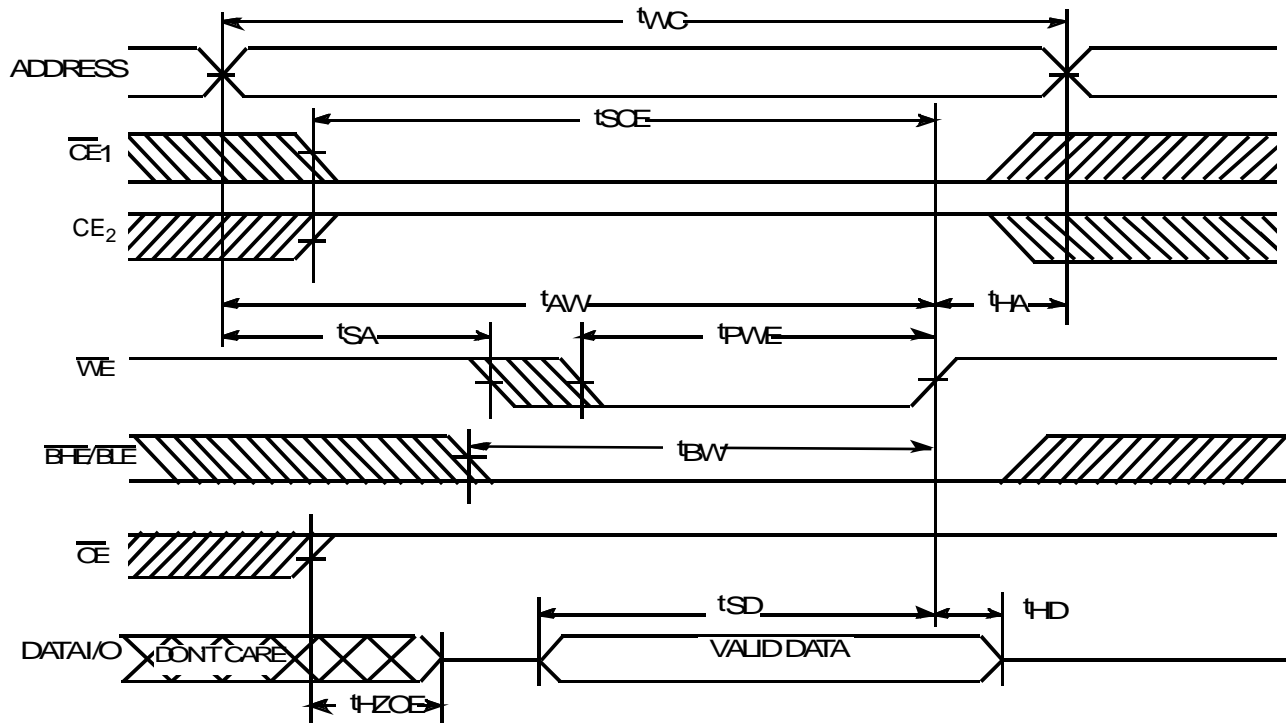 tWC
ADDRESS
tSCE
CE1
CE2
tAW
tHA
tSA
tPWE
WE
BHE/BLE
tBW
OE
tSD
tHD
DATA I/O
DON'T CARE
VALID DATA
tHZOE